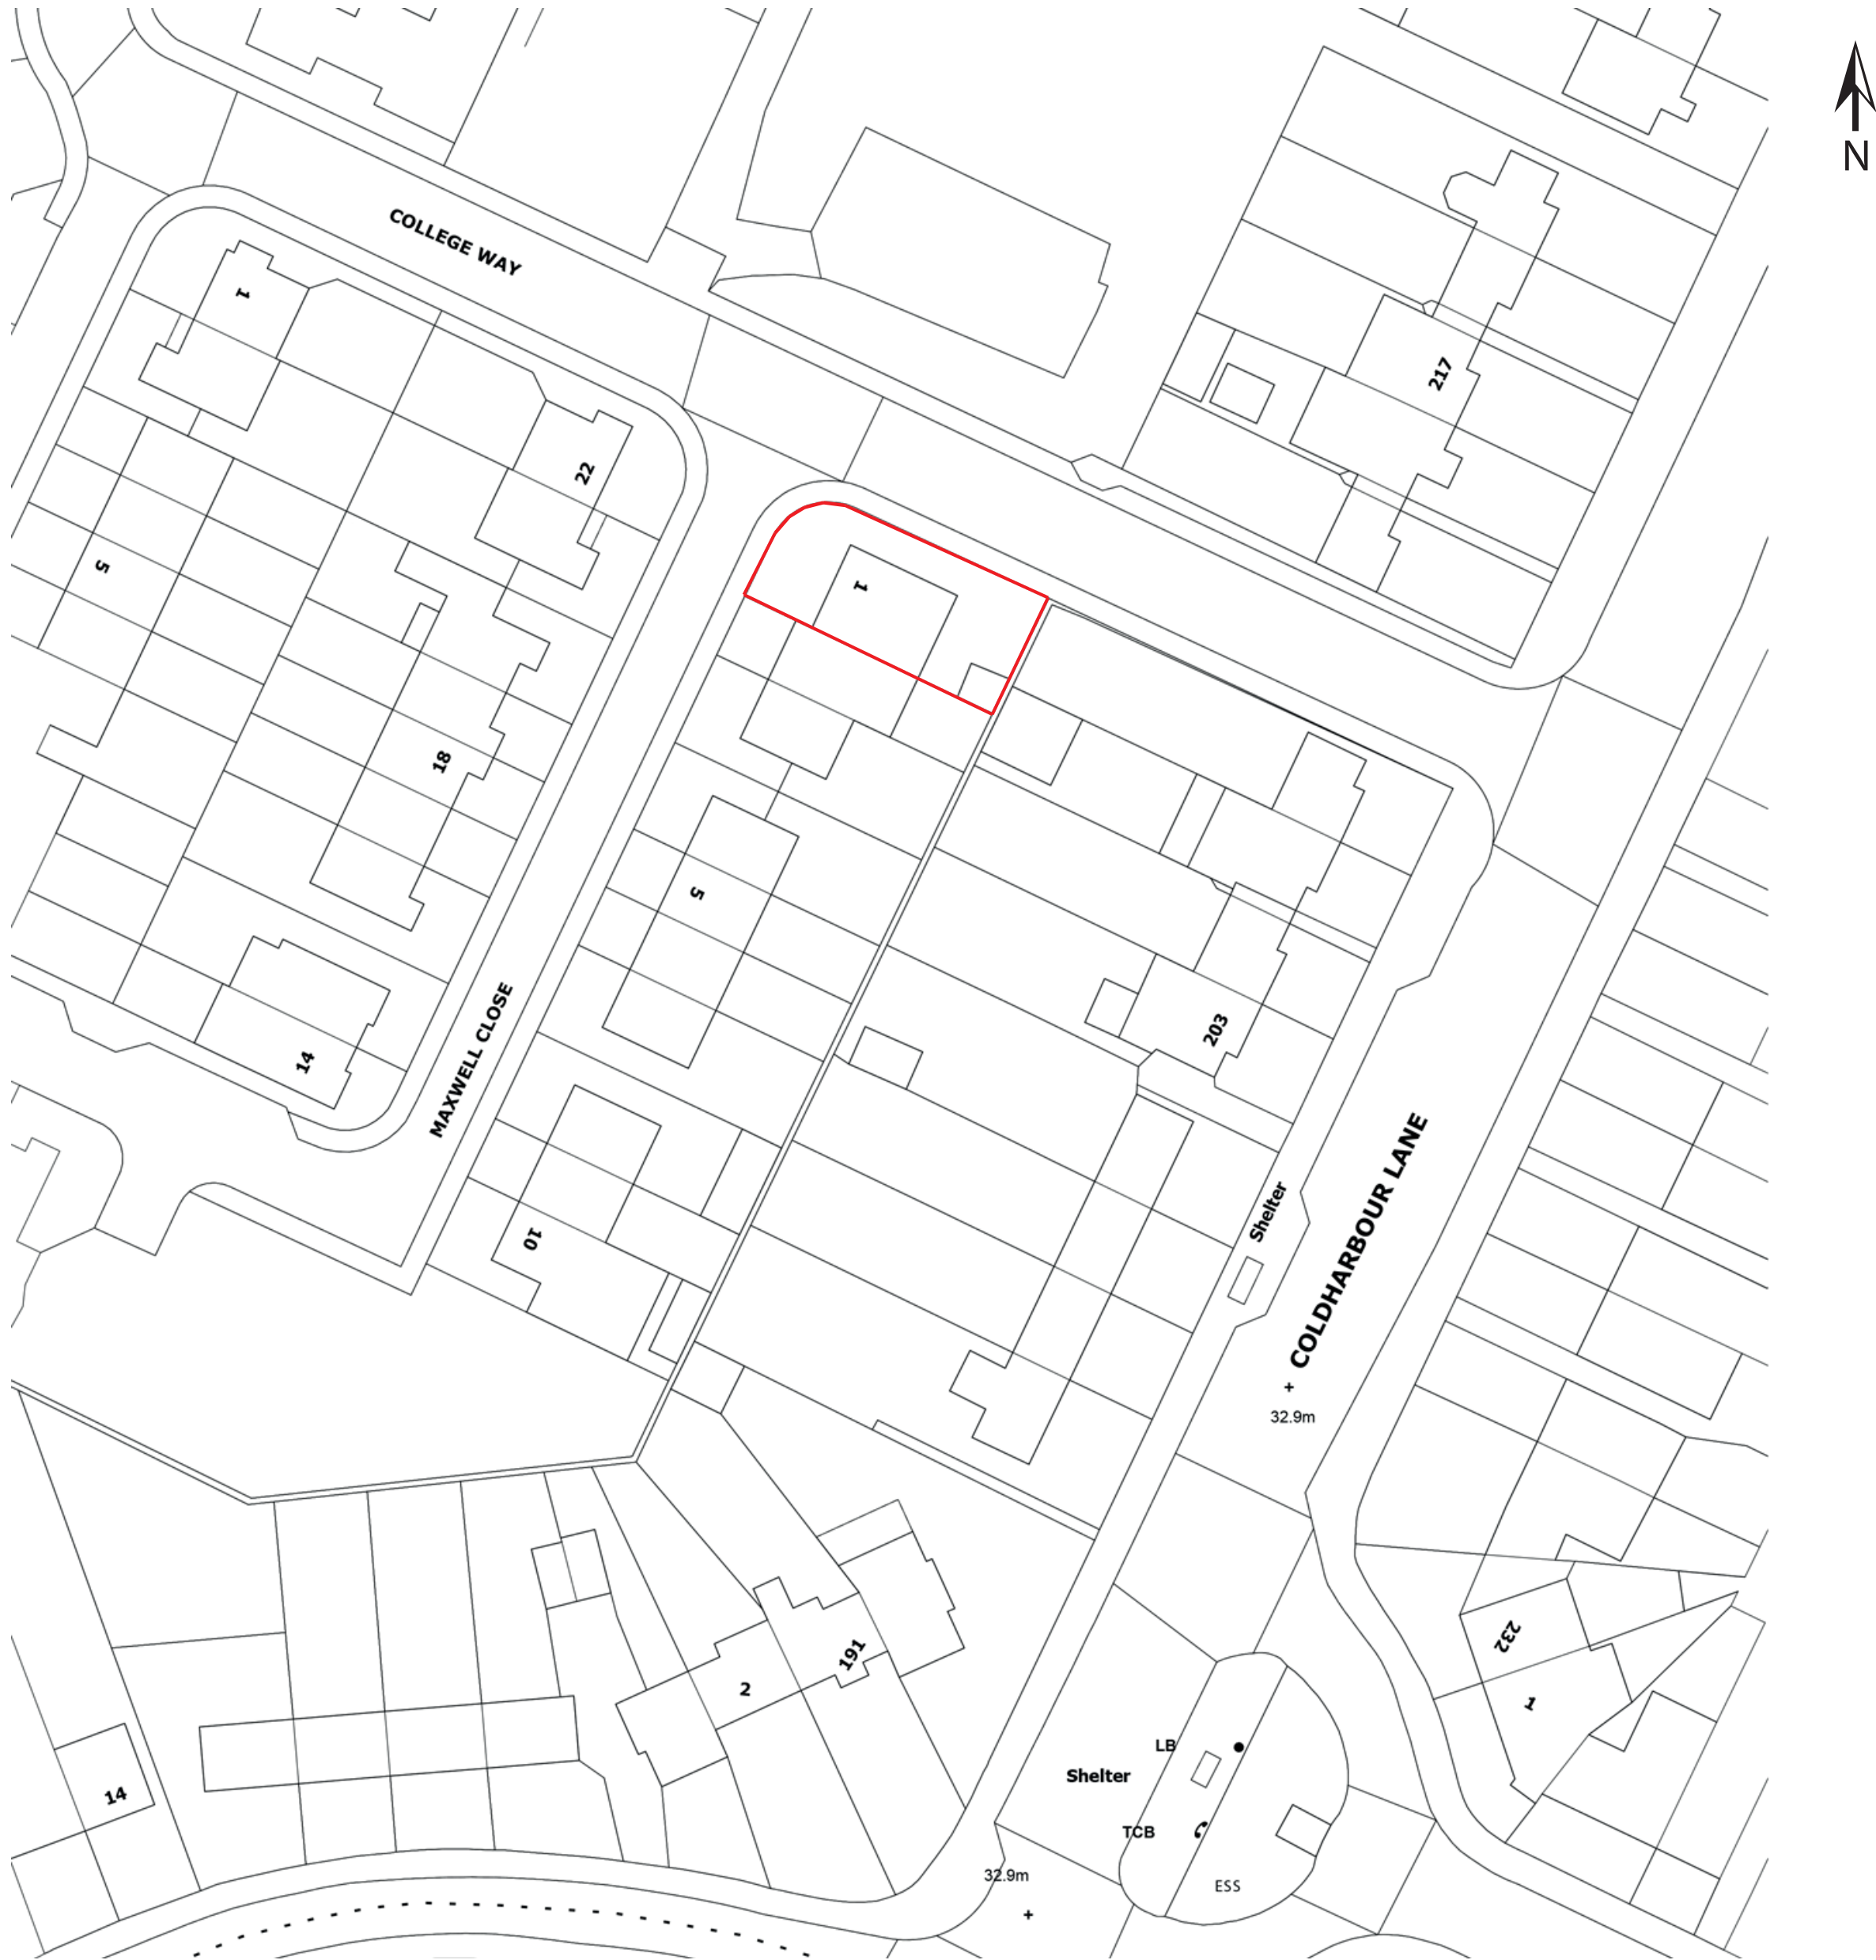 N
COLLEGE WAY
1
217
22
5
1
18
5
MAXWELL CLOSE
14
203
10
Shelter
COLDHARBOUR LANE
32.9m
191
2
232
1
14
LB
Shelter
TCB
32.9m
ESS